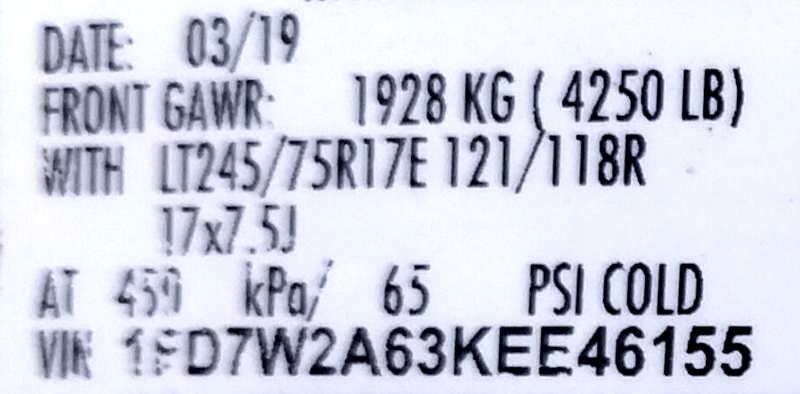 DATE: 03/19
FRONT GAWR: 1928 KG ( 4250 LB)
WITH LT245/75R17E 121/118R
17x7.5J
AT 450 kPa/ 65 PSI COLD
VIN 1FD7W2A63KEE46155